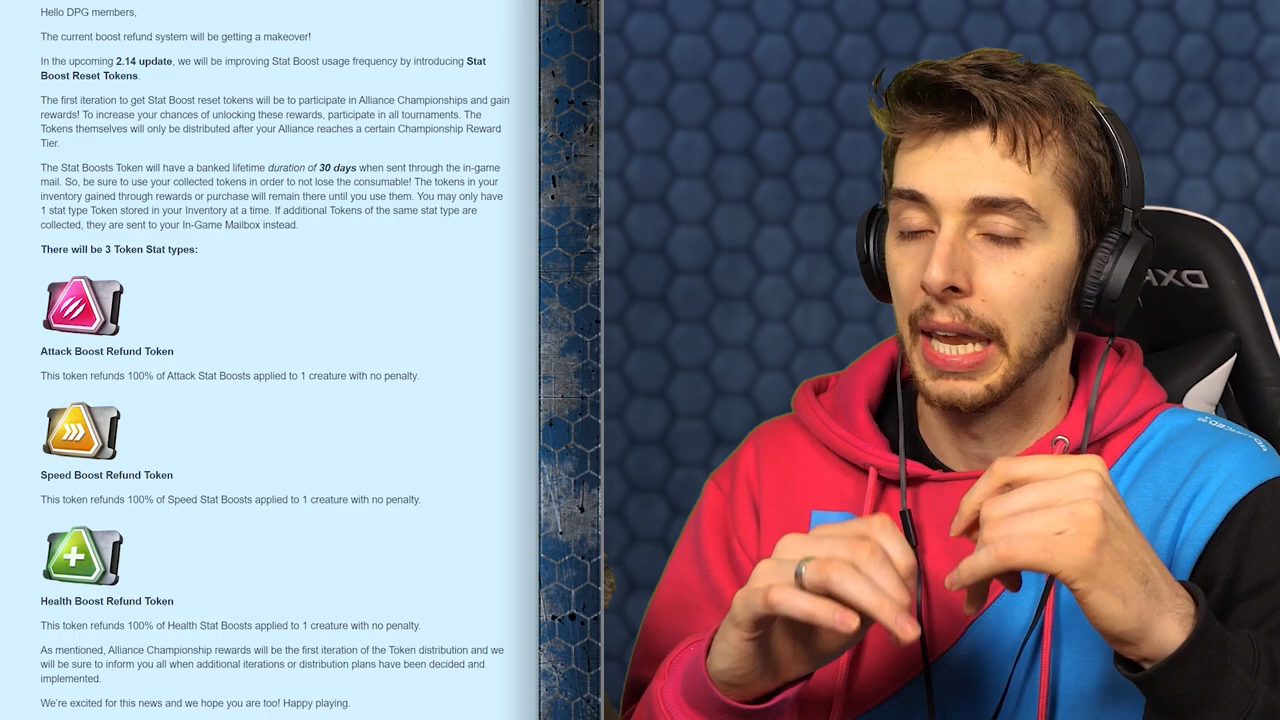 Hello DPG members,
The current boost refund system will be getting a makeover!
In the upcoming 2.14 update, we will be improving Stat Boost usage frequency by introducing Stat
Boost Reset Tokens.
The first iteration to get Stat Boost reset tokens will be to participate in Alliance Championships and gain
rewards! To increase your chances of unlocking these rewards, participate in all tournaments. The
Tokens themselves will only be distributed after your Alliance reaches a certain Championship Reward
Tier.
The Stat Boosts Token will have a banked lifetime duration of 30 days when sent through the in-game
mail. So, be sure to use your collected tokens in order to not lose the consumable! The tokens in your
inventory gained through rewards or purchase will remain there until you use them. You may only have
1 stat type Token stored in your Inventory at a time. If additional Tokens of the same stat type are
collected, they are sent to your In-Game Mailbox instead.
There will be 3 Token Stat types:
Attack Boost Refund Token
This token refunds 100% of Attack Stat Boosts applied to 1 creature with no penalty.
Speed Boost Refund Token
This token refunds 100% of Speed Stat Boosts applied to 1 creature with no penalty.
Health Boost Refund Token
This token refunds 100% of Health Stat Boosts applied to 1 creature with no penalty.
As mentioned, Alliance Championship rewards will be the first iteration of the Token distribution and we
will be sure to inform you all when additional iterations or distribution plans have been decided and
implemented.
We're excited for this news and we hope you are too! Happy playing.